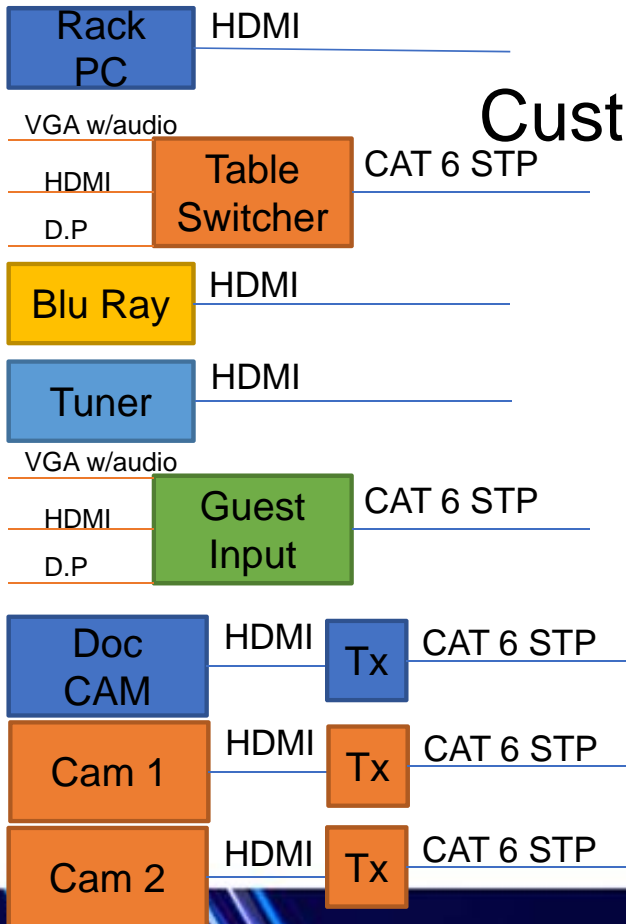 Rack
PC
HDMI
Cust
VGA w/audio
HDMI
D.P
Table
Switcher
CAT 6 STP
Blu Ray
HDMI
Tuner
HDMI
VGA w/audio
HDMI
D.P
Guest
Input
CAT 6 STP
Doc
CAM
HDMI
Tx
CAT 6 STP
Cam 1
HDMI
Tx
CAT 6 STP
Cam 2
HDMI
Tx
CAT 6 STP